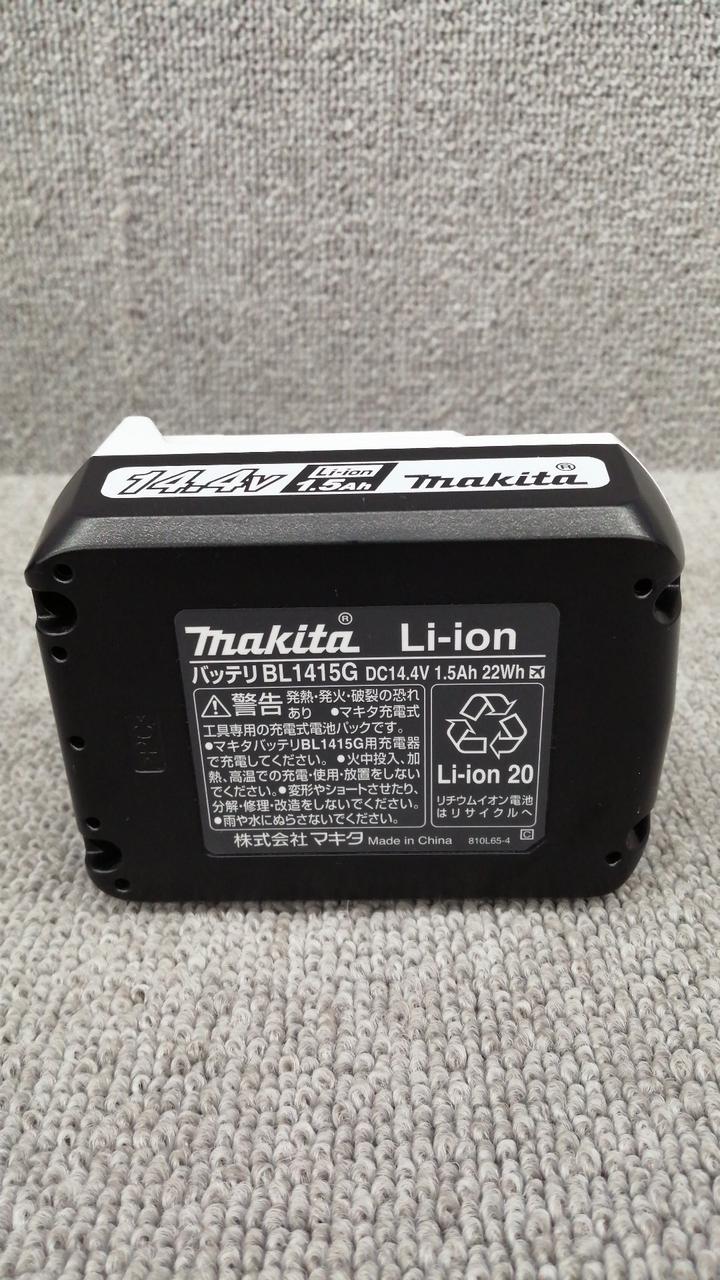 14.4V Li-ion 1.5Ah makita®
makita® Li-ion
バッテリ BL1415G DC14.4V 1.5Ah 22Wh
警告 発熱・発火・破裂の恐れ
あり ●マキタ充電式
工具専用の充電式電池パックです。
●マキタバッテリBL1415G用充電器
で充電してください。●火中投入、加
熱、高温での充電・使用・放置をしない
でください。●変形やショートさせたり、
分解・修理・改造をしないでください。
●雨や水にぬらさないでください。
Li-ion 20
リチウムイオン電池
はリサイクルへ
株式会社 マキタ Made in China 810L65-4 C